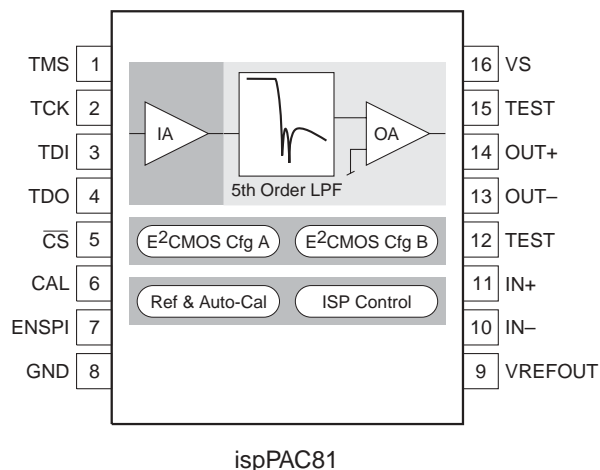 TMS 1
TCK 2
TDI 3
TDO 4
CS 5
CAL 6
ENSPI 7
GND 8
IA
OA
5th Order LPF
E2CMOS Cfg A
E2CMOS Cfg B
Ref & Auto-Cal
ISP Control
16 VS
15 TEST
14 OUT+
13 OUT–
12 TEST
11 IN+
10 IN–
9 VREFOUT
ispPAC81